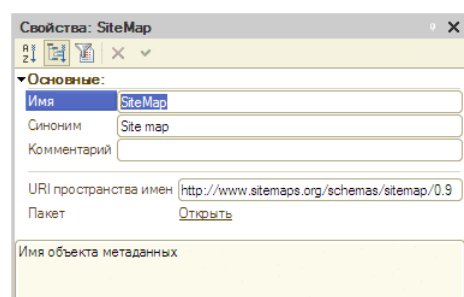 Свойства: SiteMap
Основные:
Имя SiteMap
Синоним Site map
Комментарий
URI пространства имен http://www.sitemaps.org/schemas/sitemap/0.9
Пакет Открыть
Имя объекта метаданных